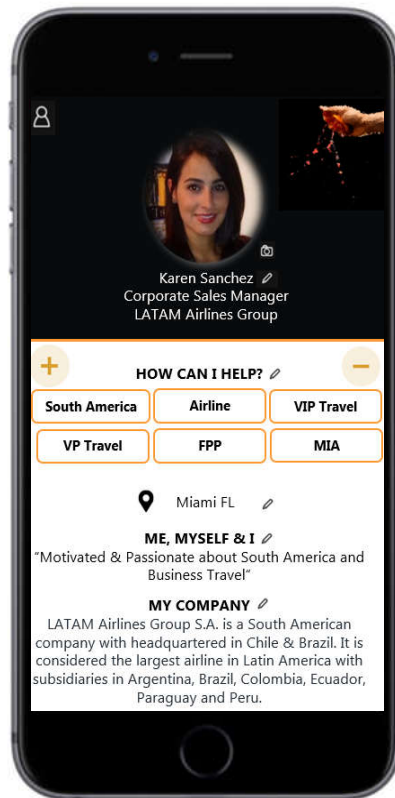 Karen Sanchez
Corporate Sales Manager
LATAM Airlines Group
+
−
HOW CAN I HELP?
South America
Airline
VIP Travel
VP Travel
FPP
MIA
Miami FL
ME, MYSELF & I
“Motivated & Passionate about South America and
Business Travel”
MY COMPANY
LATAM Airlines Group S.A. is a South American
company with headquartered in Chile & Brazil. It is
considered the largest airline in Latin America with
subsidiaries in Argentina, Brazil, Colombia, Ecuador,
Paraguay and Peru.